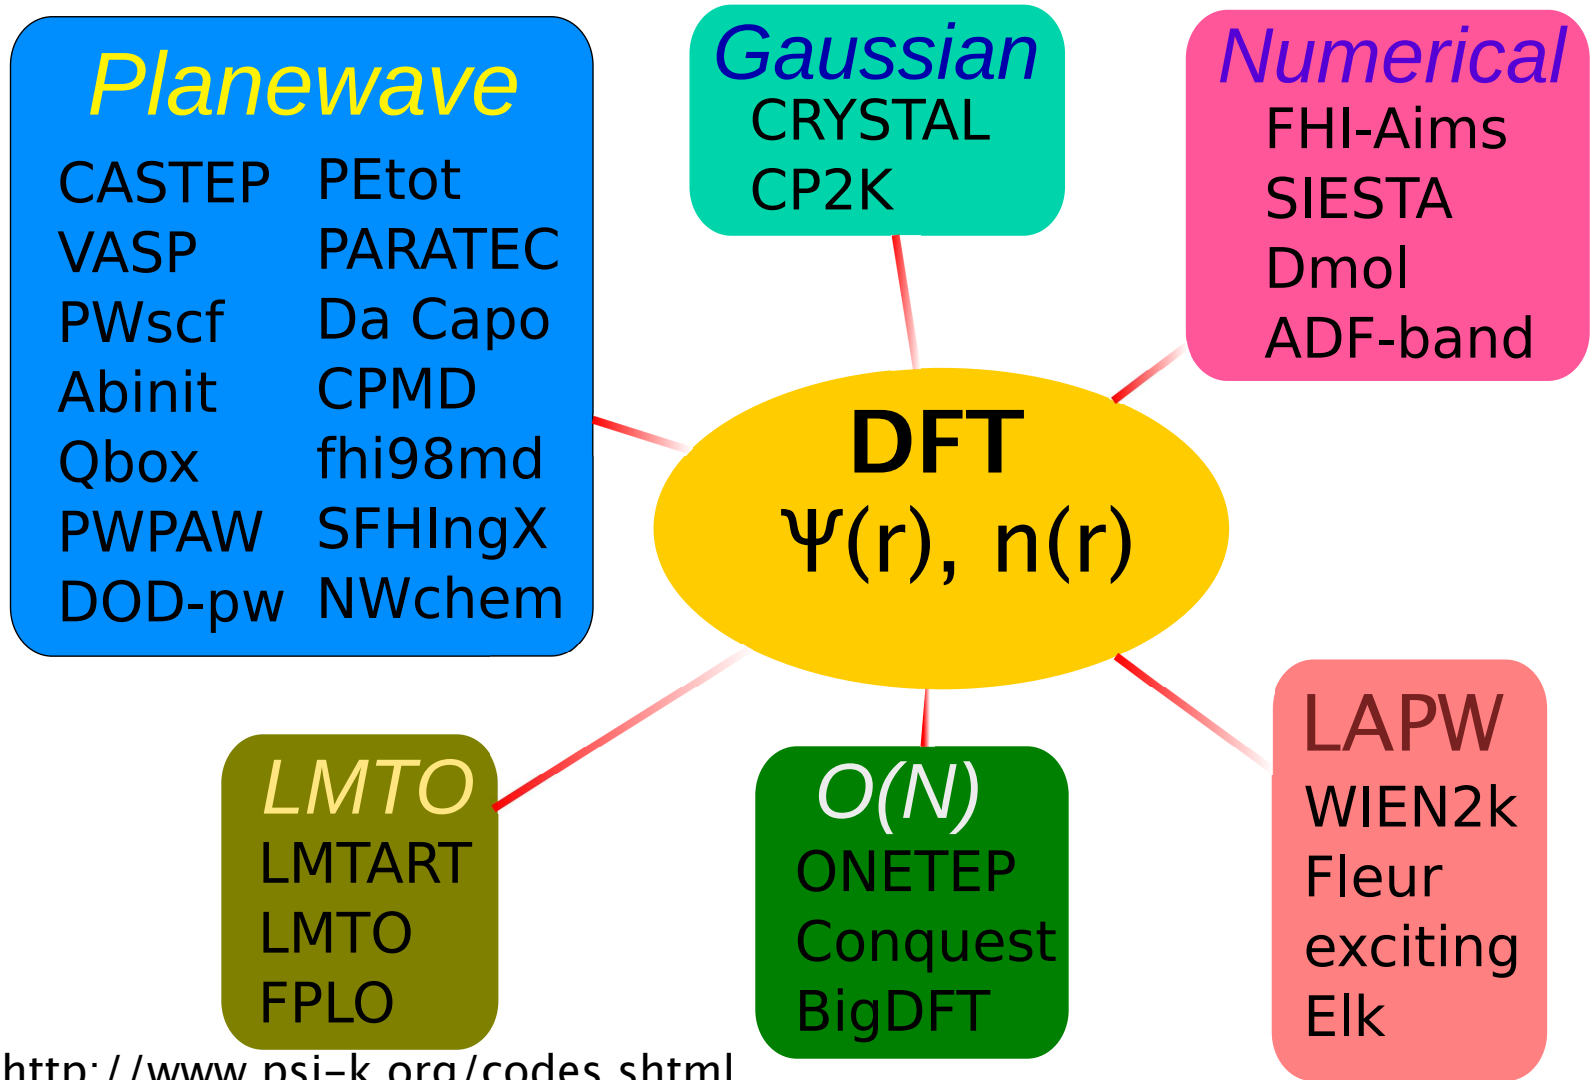 Planewave
CASTEP
VASP
PWscf
Abinit
Qbox
PWPAW
DOD-pw
PEtot
PARATEC
Da Capo
CPMD
fhi98md
SFHIngX
NWchem
Gaussian
CRYSTAL
CP2K
Numerical
FHI-Aims
SIESTA
Dmol
ADF-band
DFT
Ψ(r), n(r)
LMTO
LMTART
LMTO
FPLO
O(N)
ONETEP
Conquest
BigDFT
LAPW
WIEN2k
Fleur
exciting
Elk
http://www.psi-k.org/codes.shtml